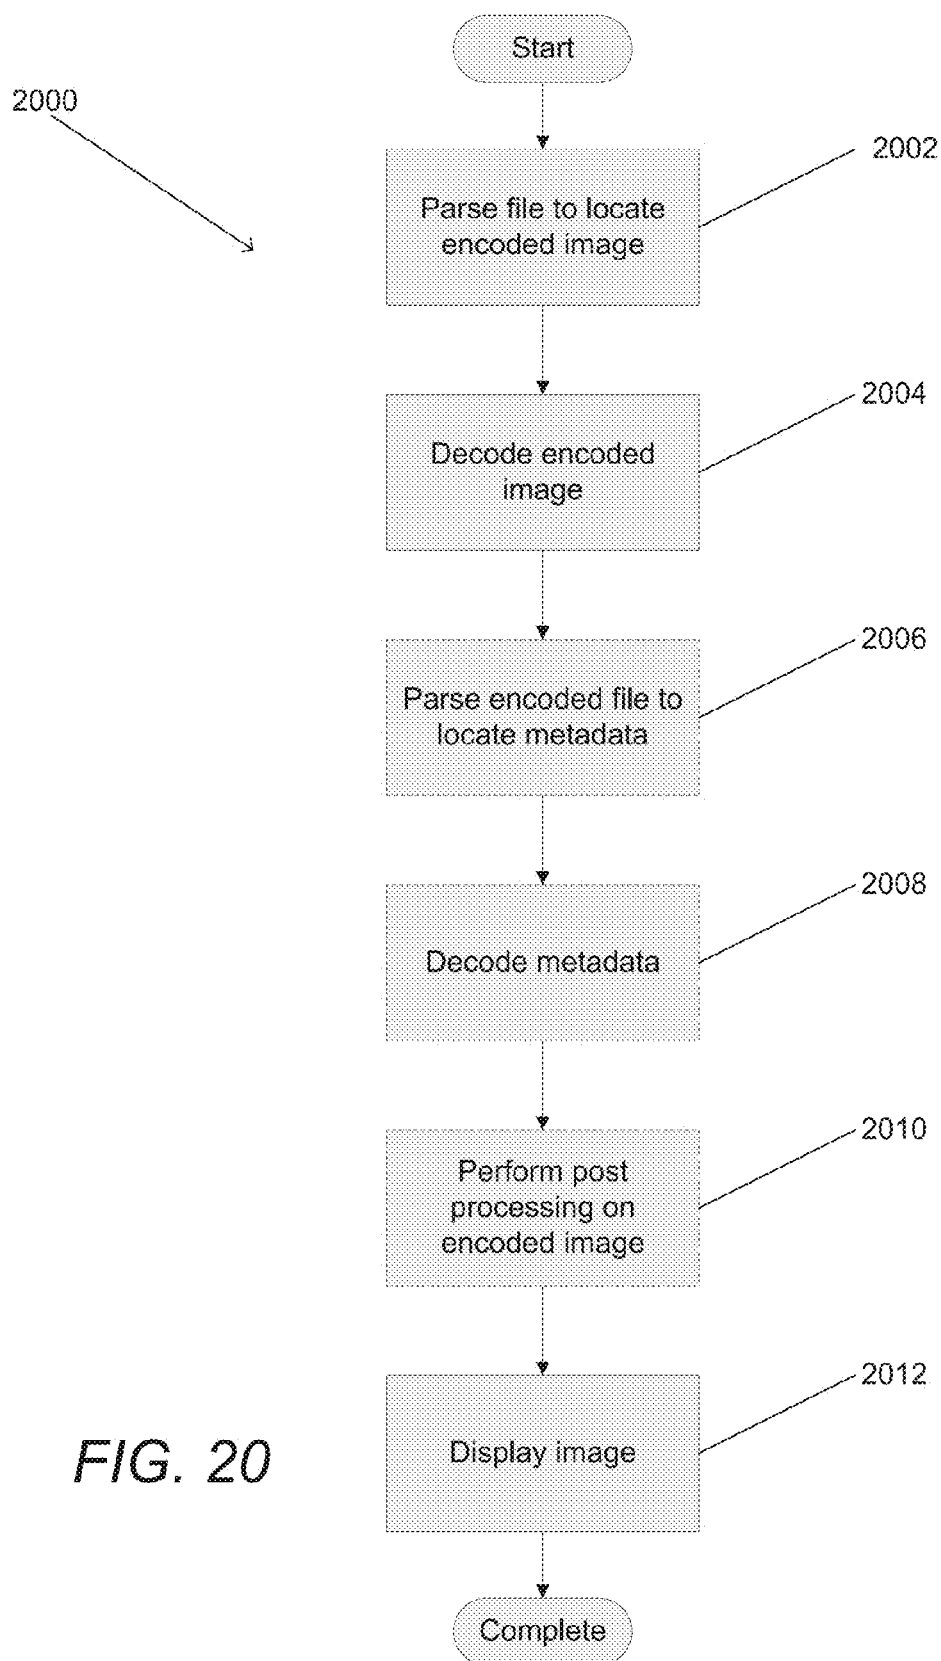 Start
2000
2002
Parse file to locate
encoded image
2004
Decode encoded
image
2006
Parse encoded file to
locate metadata
2008
Decode metadata
2010
Perform post
processing on
encoded image
2012
Display image
FIG. 20
Complete